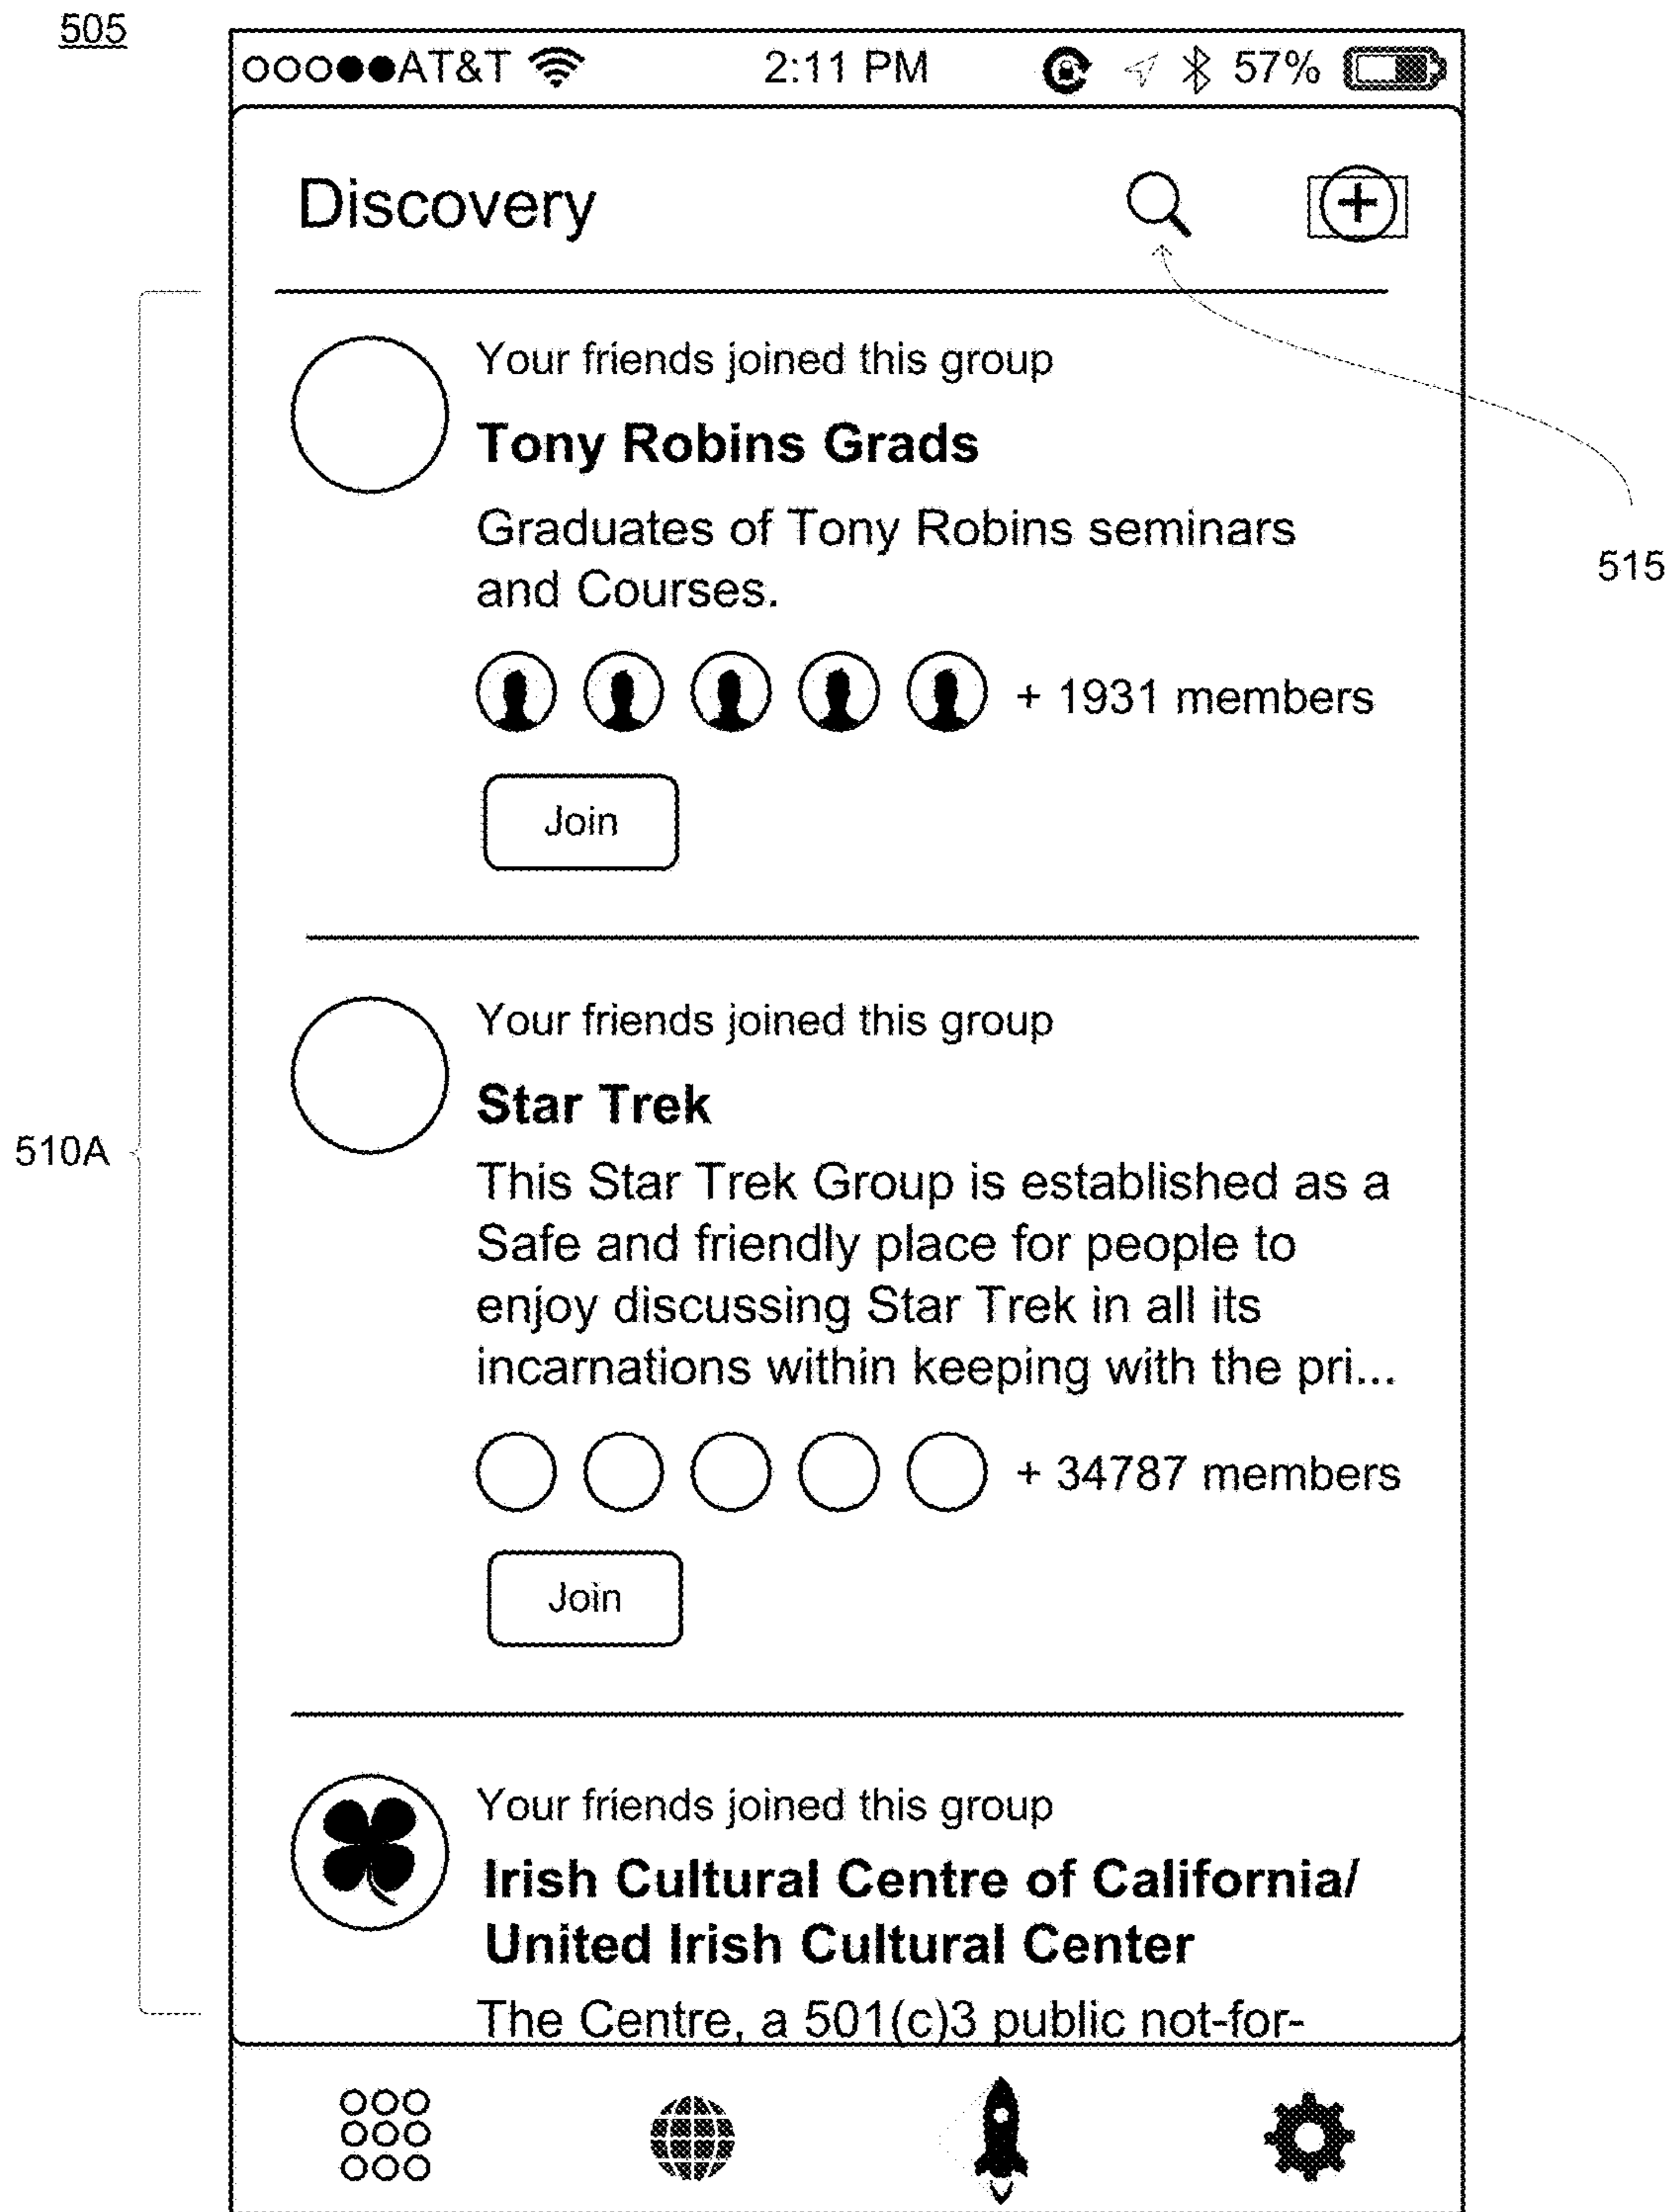 505
AT&T 2:11 PM 57%
Discovery
Your friends joined this group
Tony Robins Grads
Graduates of Tony Robins seminars
and Courses.
515
+ 1931 members
Join
Your friends joined this group
Star Trek
510A
This Star Trek Group is established as a
Safe and friendly place for people to
enjoy discussing Star Trek in all its
incarnations within keeping with the pri...
+ 34787 members
Join
Your friends joined this group
Irish Cultural Centre of California/
United Irish Cultural Center
The Centre, a 501(c)3 public not-for-